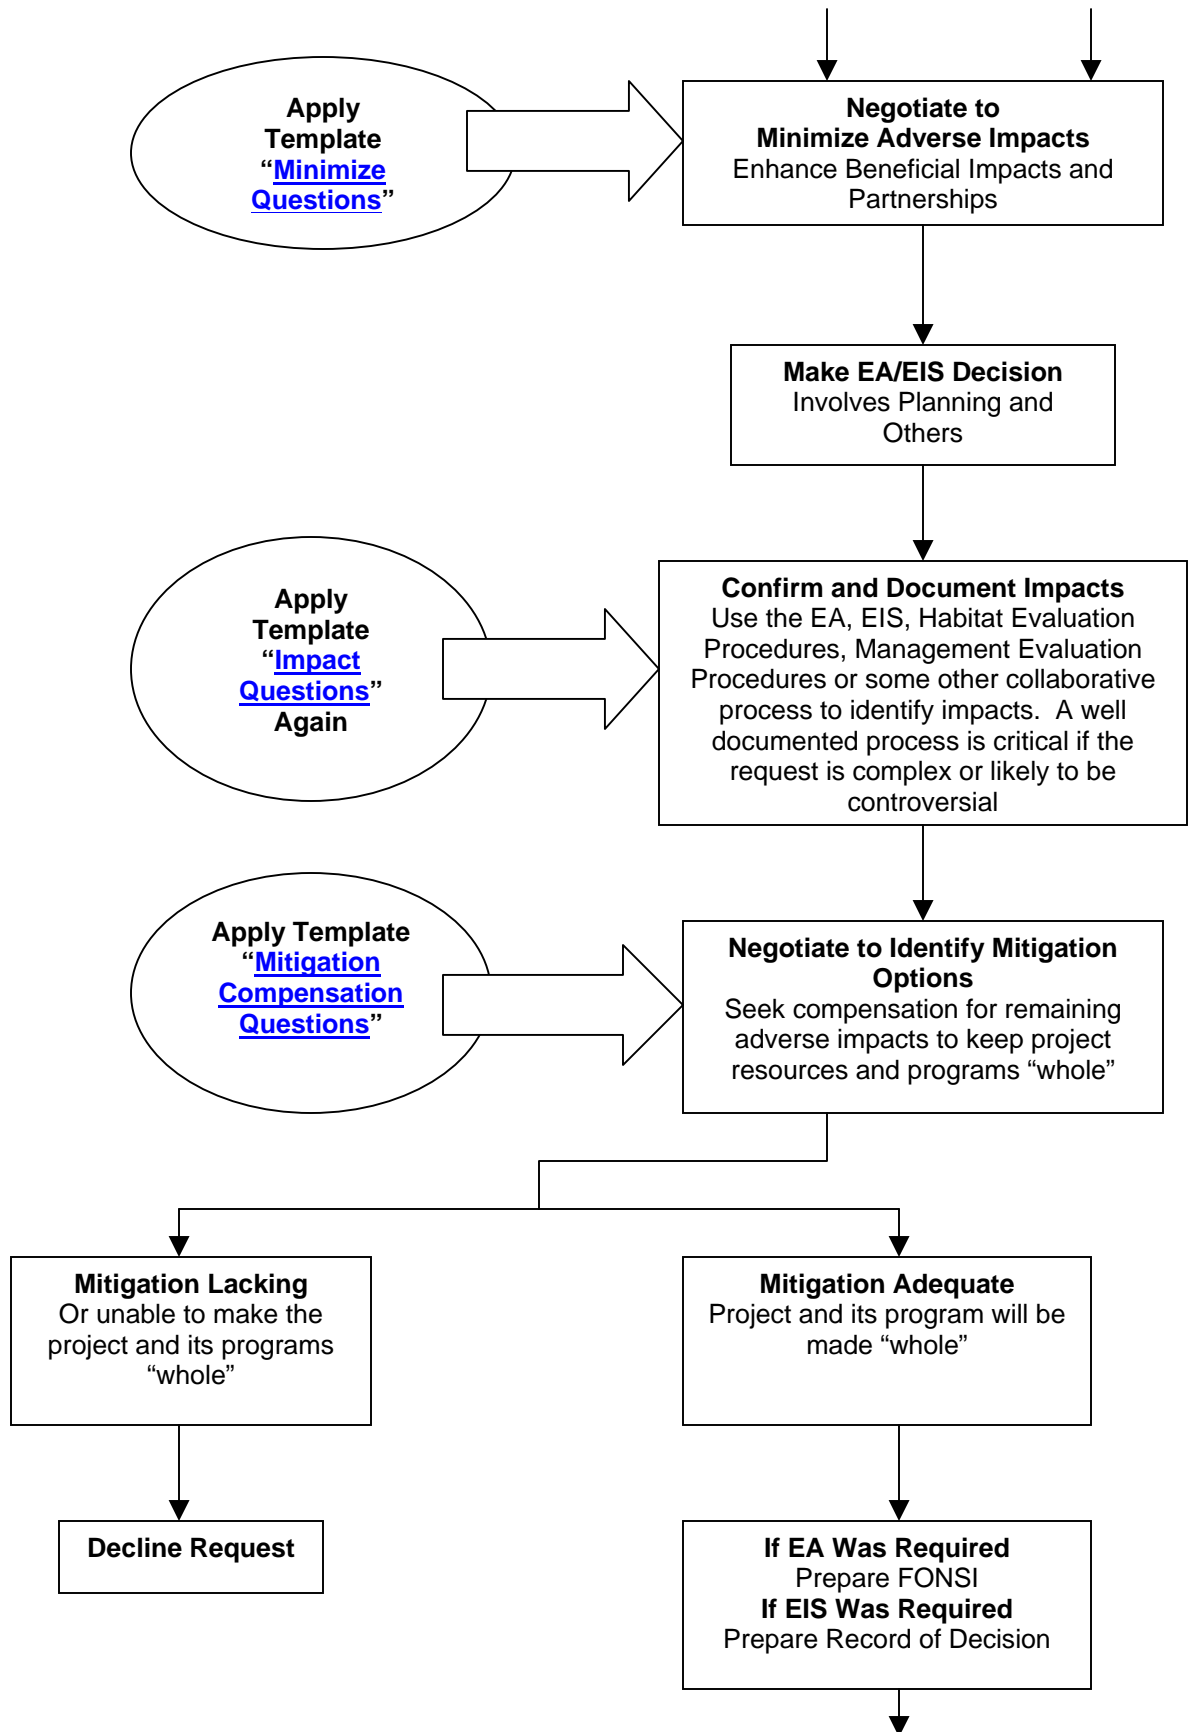 Apply
Template
“Minimize
Questions”
Negotiate to
Minimize Adverse Impacts
Enhance Beneficial Impacts and
Partnerships
Make EA/EIS Decision
Involves Planning and
Others
Apply
Template
“Impact
Questions”
Again
Confirm and Document Impacts
Use the EA, EIS, Habitat Evaluation
Procedures, Management Evaluation
Procedures or some other collaborative
process to identify impacts.  A well
documented process is critical if the
request is complex or likely to be
controversial
Apply Template
“Mitigation
Compensation
Questions”
Negotiate to Identify Mitigation
Options
Seek compensation for remaining
adverse impacts to keep project
resources and programs “whole”
Mitigation Lacking
Or unable to make the
project and its programs
“whole”
Mitigation Adequate
Project and its program will be
made “whole”
Decline Request
If EA Was Required
Prepare FONSI
If EIS Was Required
Prepare Record of Decision